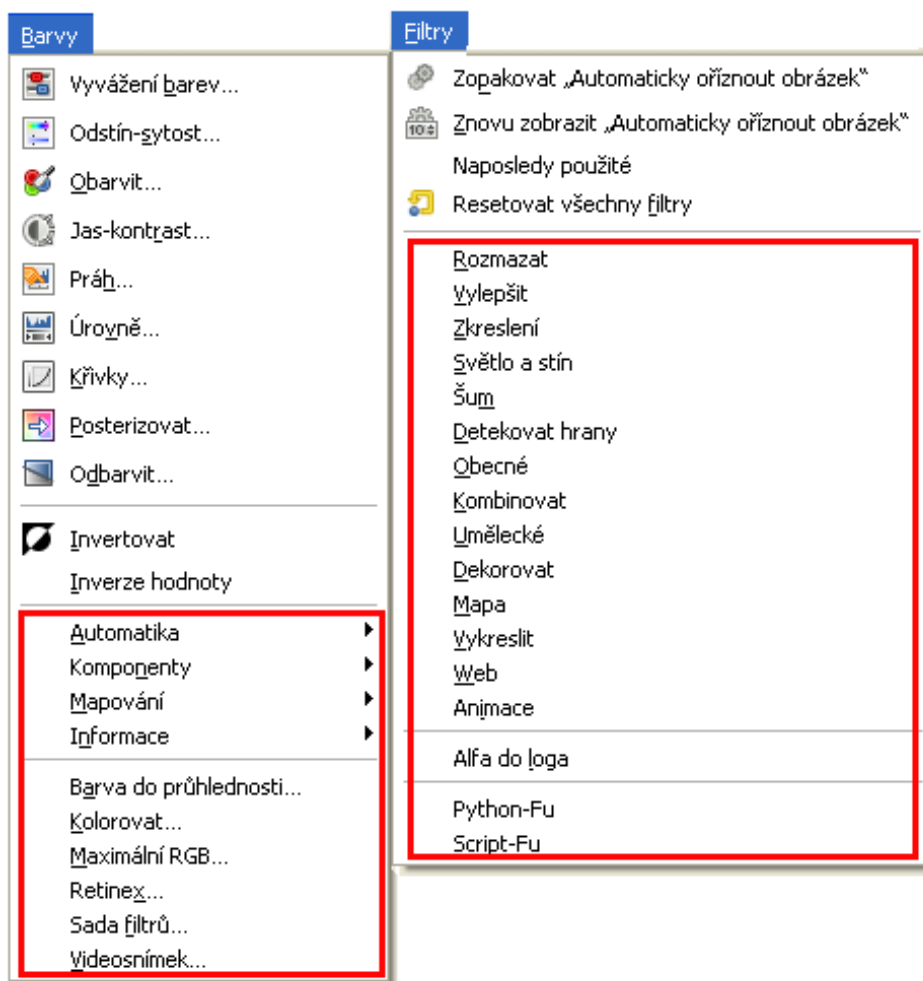 Barvy
Vyvážení barev...
Odstín-sytost...
Obarvit...
Jas-kontrast...
Práh...
Úrovně...
Křivky...
Posterizovat...
Odbarvit...
Invertovat
Inverze hodnoty
Automatika
Komponenty
Mapování
Informace
Barva do průhlednosti...
Kolorovat...
Maximální RGB...
Retinex...
Sada filtrů...
Videosnímek...
Filtry
Zopakovat „Automaticky oříznout obrázek“
10
Znovu zobrazit „Automaticky oříznout obrázek“
Naposledy použité
Resetovat všechny filtry
Rozmazat
Vylepšit
Zkreslení
Světlo a stín
Šum
Detekovat hrany
Obecné
Kombinovat
Umělecké
Dekorovat
Mapa
Vykreslit
Web
Animace
Alfa do loga
Python-Fu
Script-Fu